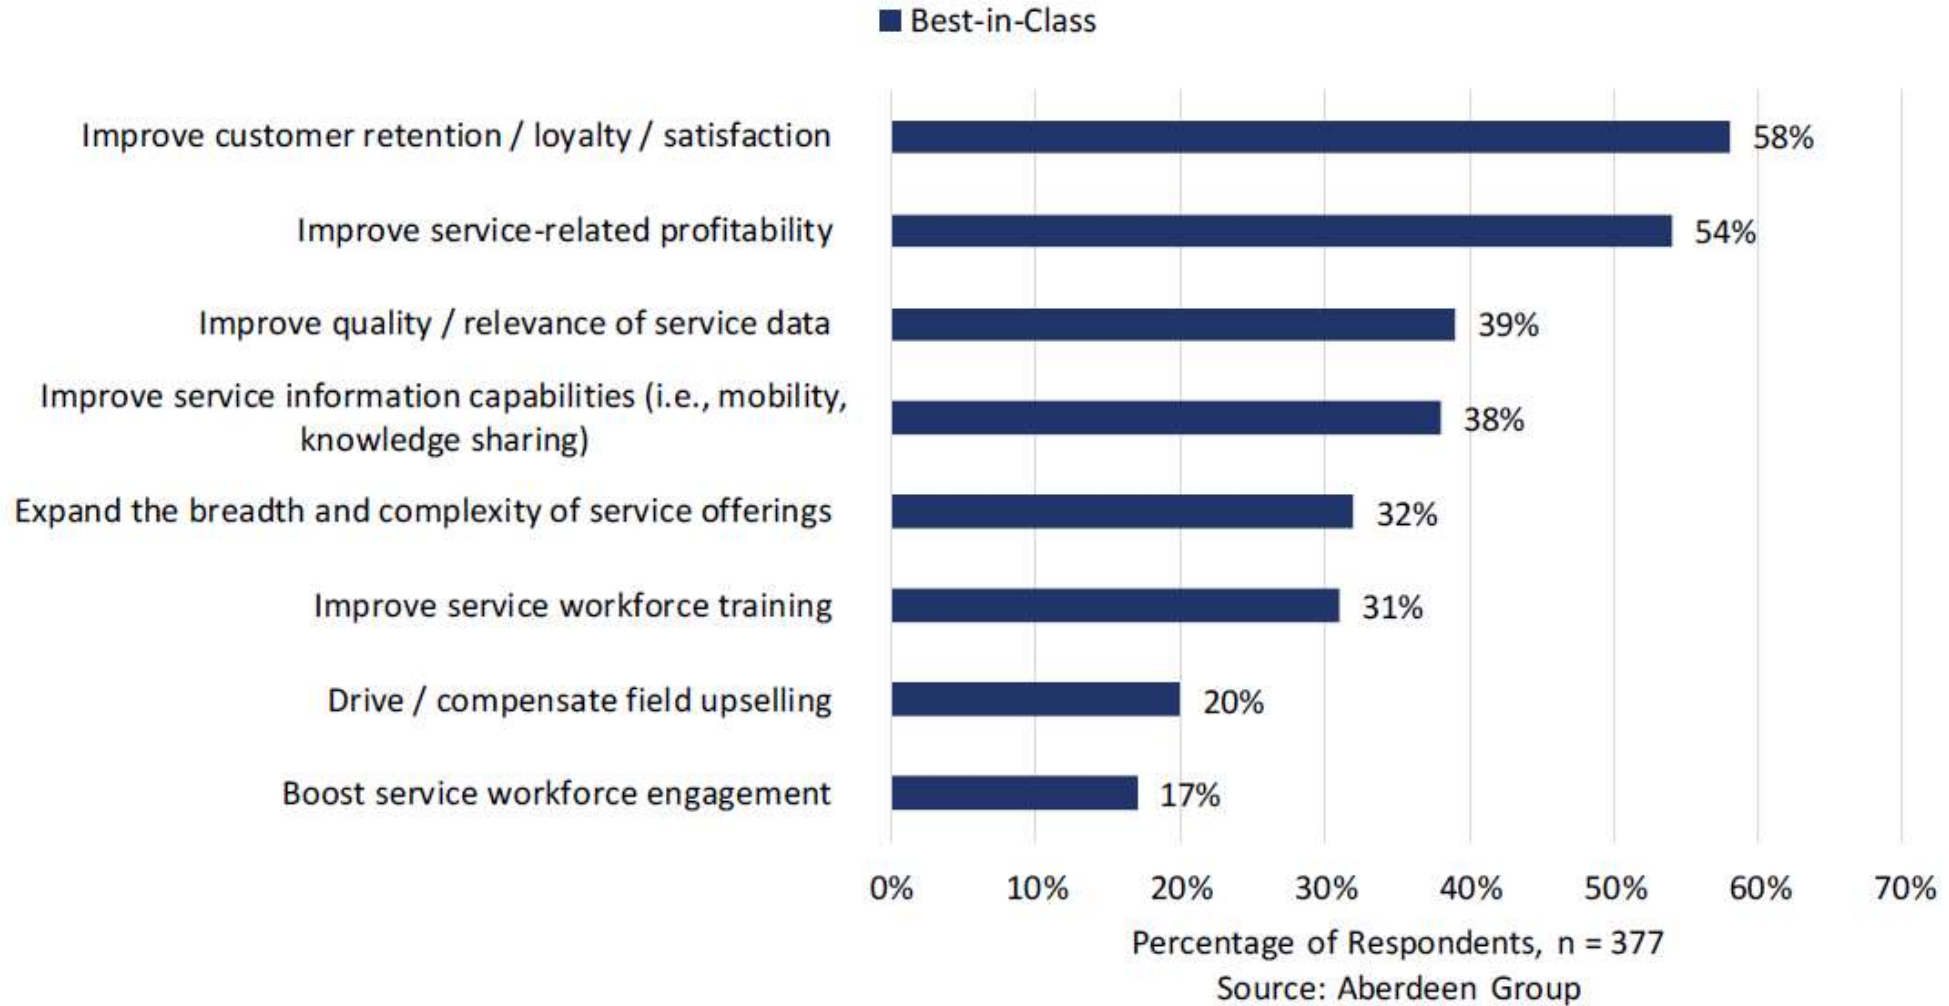 Best-in-Class
Improve customer retention / loyalty / satisfaction
58%
Improve service-related profitability
54%
Improve quality / relevance of service data
39%
Improve service information capabilities (i.e., mobility,
knowledge sharing)
38%
Expand the breadth and complexity of service offerings
32%
Improve service workforce training
31%
Drive / compensate field upselling
20%
Boost service workforce engagement
17%
0% 10% 20% 30% 40% 50% 60% 70%
Percentage of Respondents, n = 377
Source: Aberdeen Group